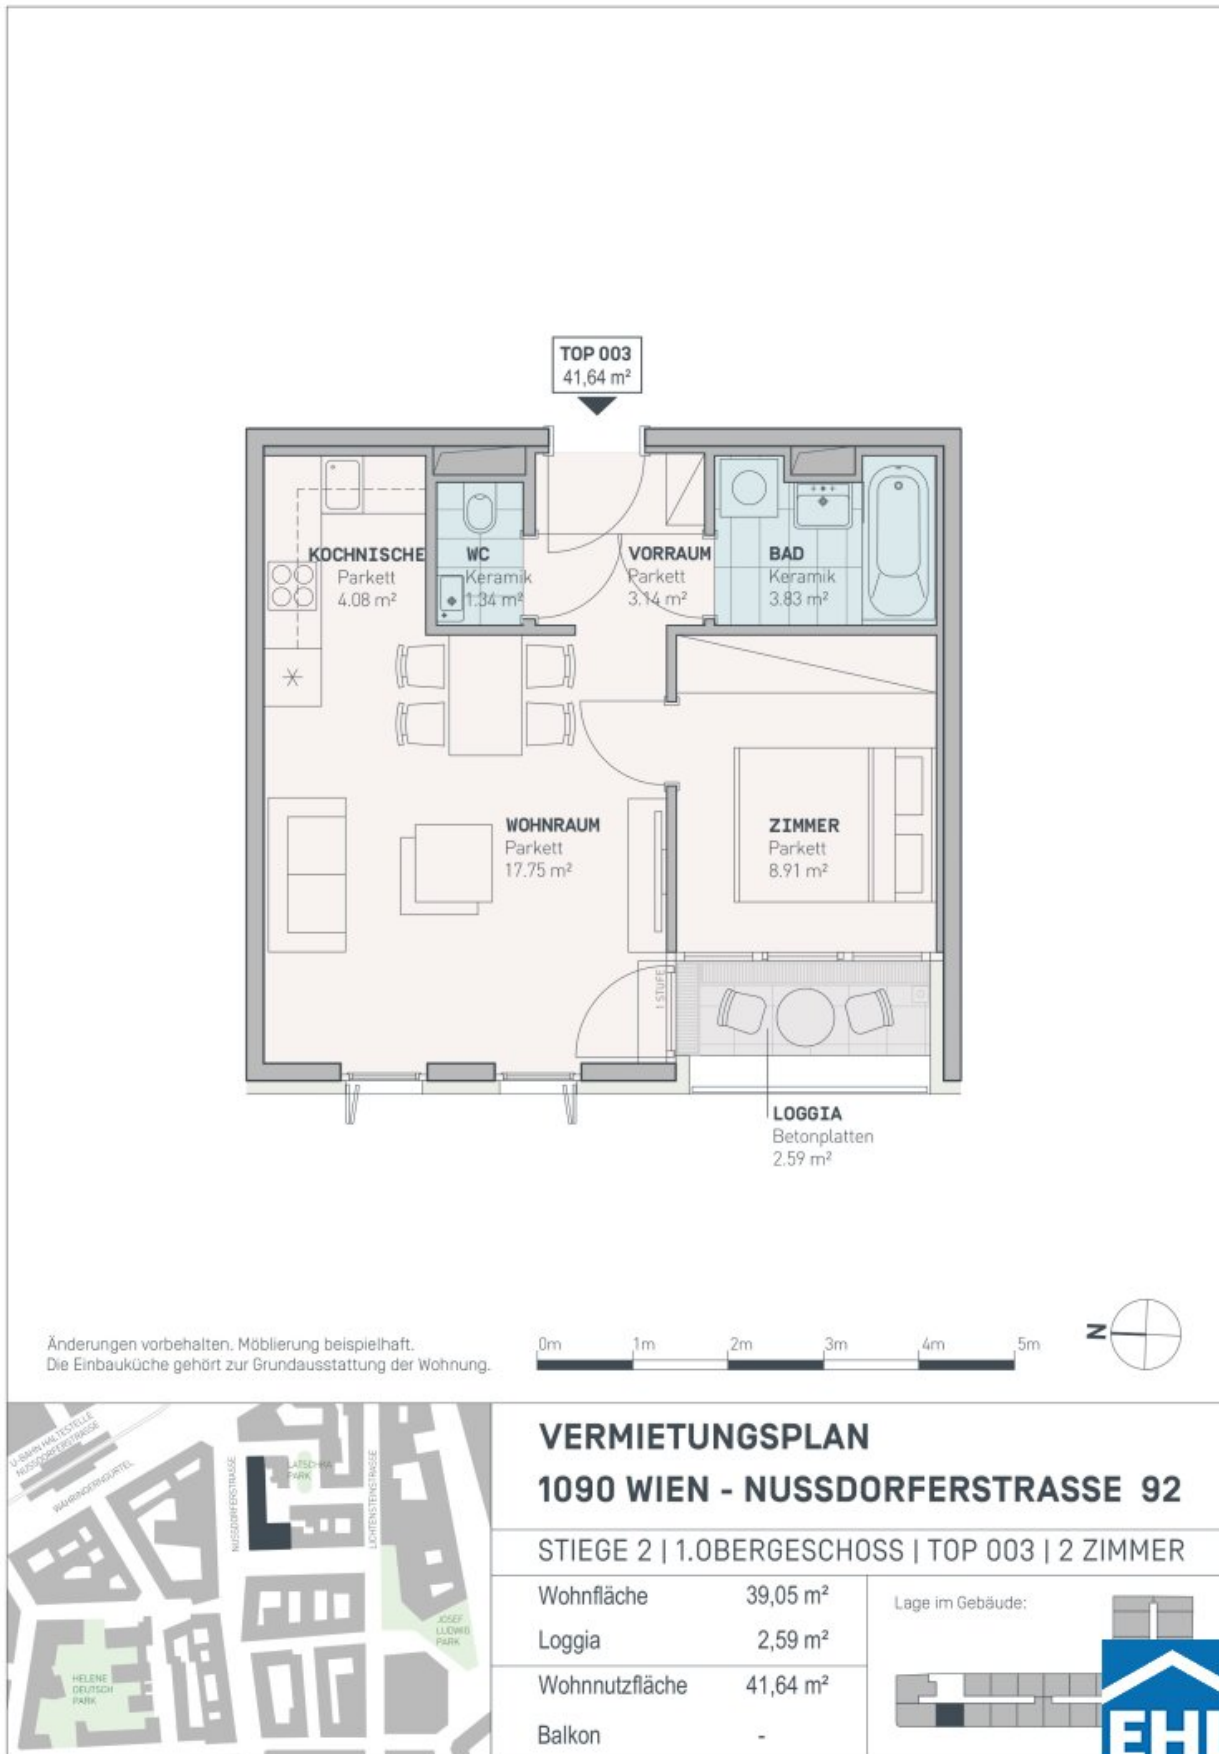 TOP 003
41,64 m²
KOCHNISCHE
Parkett
4.08 m²
WC
Keramik
1.34 m²
VORRAUM
Parkett
3.14 m²
BAD
Keramik
3.83 m²
WOHNRAUM
Parkett
17.75 m²
ZIMMER
Parkett
8.91 m²
1 STUFE
LOGGIA
Betonplatten
2.59 m²
Änderungen vorbehalten. Möblierung beispielhaft.
Die Einbauküche gehört zur Grundausstattung der Wohnung.
0m 1m 2m 3m 4m 5m
N
U-BAHN HALTESTELLE
NUSSDORFERSTRASSE
WÄHRINGERGÜRTEL
NUSSDORFERSTRASSE
LATSCHKA
PARK
LICHTENSTEINSTRASSE
JOSEF
LUDWIG
PARK
HELENE
DEUTSCH
PARK
VERMIETUNGSPLAN
1090 WIEN - NUSSDORFERSTRASSE 92
STIEGE 2 | 1.OBERGESCHOSS | TOP 003 | 2 ZIMMER
Wohnfläche 39,05 m²
Loggia 2,59 m²
Wohnnutzfläche 41,64 m²
Balkon -
Lage im Gebäude:
EHL